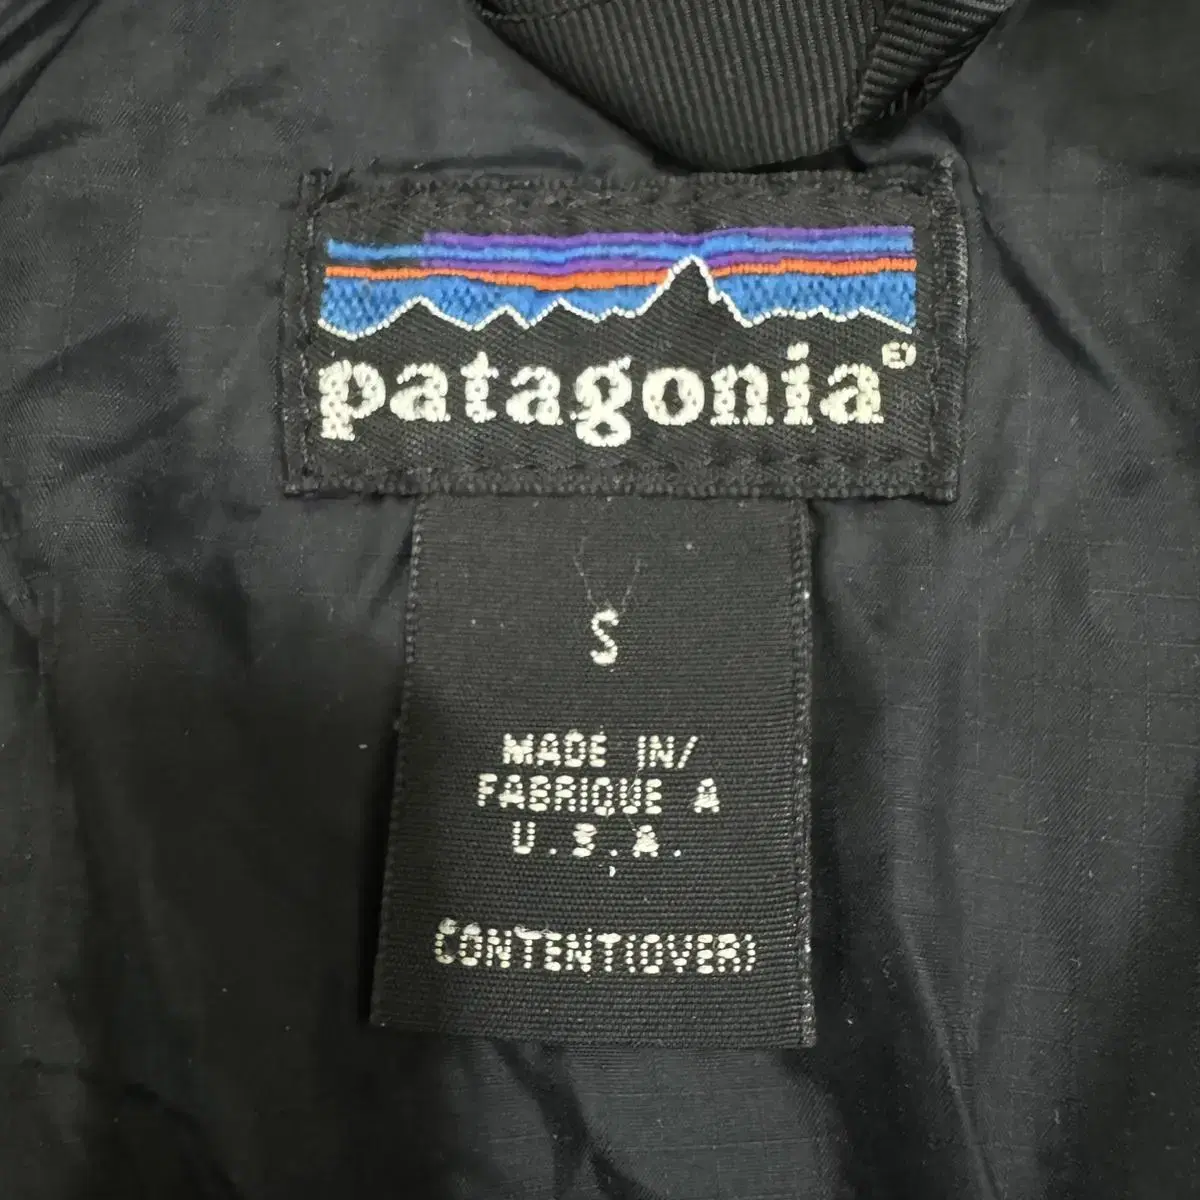 patagonia®
S
MADE IN/
FABRIQUE A
U.S.A.
CONTENT(OVER)